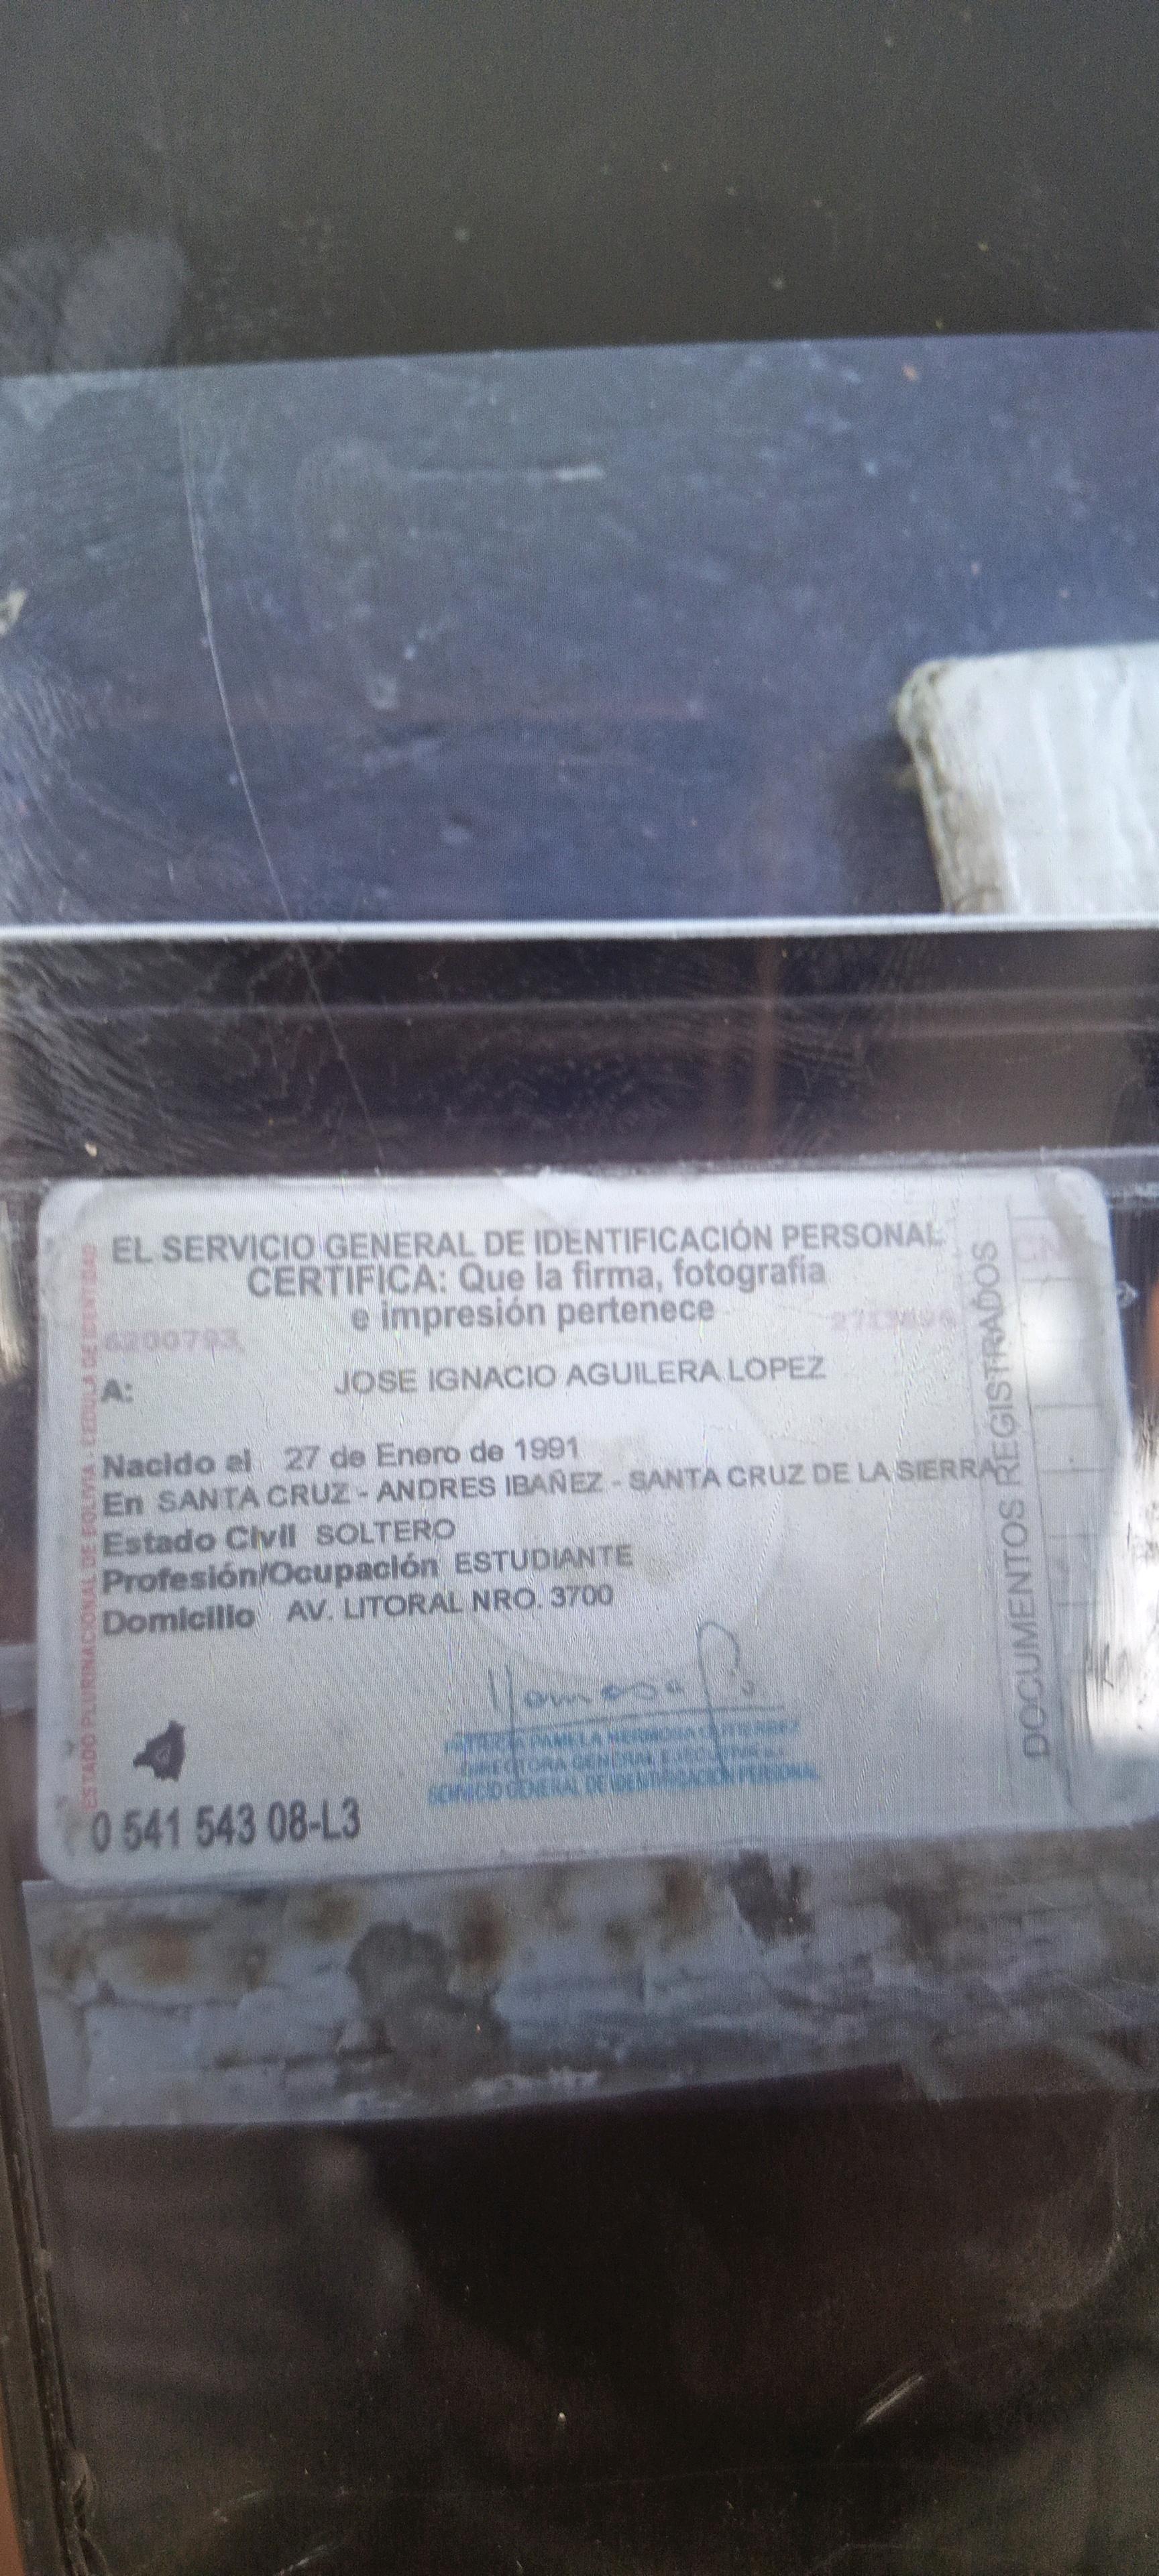 EL SERVICIO GENERAL DE IDENTIFICACIÓN PERSONAL
CERTIFICA: Que la firma, fotografía
e impresión pertenece
6200793
A: JOSE IGNACIO AGUILERA LOPEZ
Nacido el 27 de Enero de 1991
En SANTA CRUZ - ANDRES IBAÑEZ - SANTA CRUZ DE LA SIERRA
Estado Civil SOLTERO
Profesión/Ocupación ESTUDIANTE
Domicilio AV. LITORAL NRO. 3700
PATRICIA PAMELA HERMOSA GUTIERREZ
DIRECTORA GENERAL EJECUTIVA a.i.
SERVICIO GENERAL DE IDENTIFICACIÓN PERSONAL
0 541 543 08-L3
ESTADO PLURINACIONAL DE BOLIVIA - CEDULA DE IDENTIDAD
DOCUMENTOS REGISTRADOS
CN